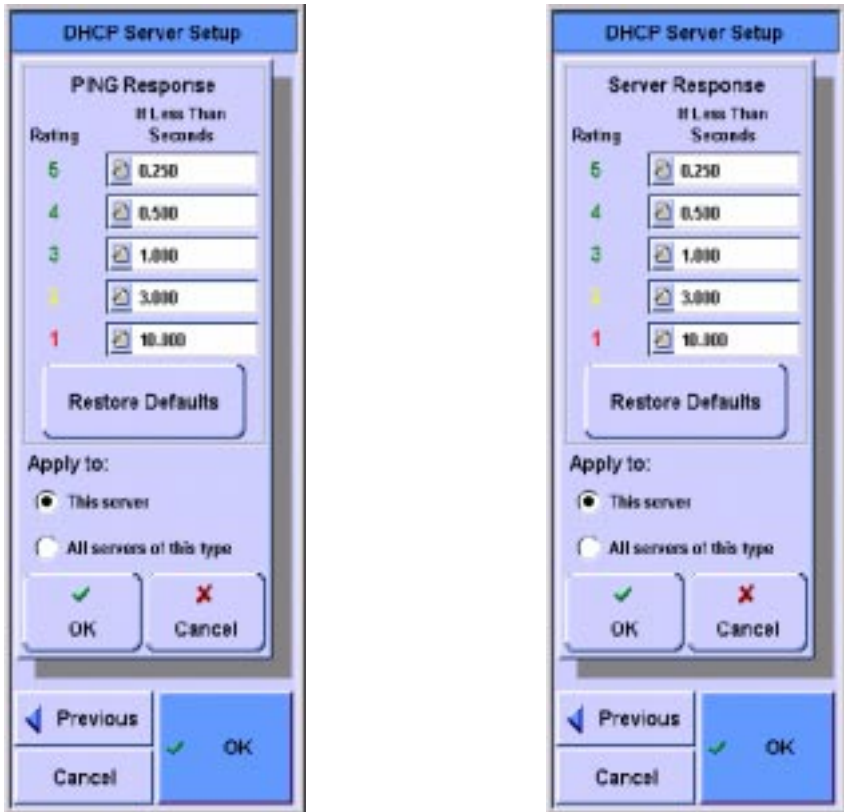 DHCP Server Setup
PING Response
Rating
If Less Than
Seconds
5 0.250
4 0.500
3 1.000
2 3.000
1 10.000
Restore Defaults
Apply to:
This server
All servers of this type
OK
Cancel
Previous
OK
Cancel
DHCP Server Setup
Server Response
Rating
If Less Than
Seconds
5 0.250
4 0.500
3 1.000
2 3.000
1 10.000
Restore Defaults
Apply to:
This server
All servers of this type
OK
Cancel
Previous
OK
Cancel